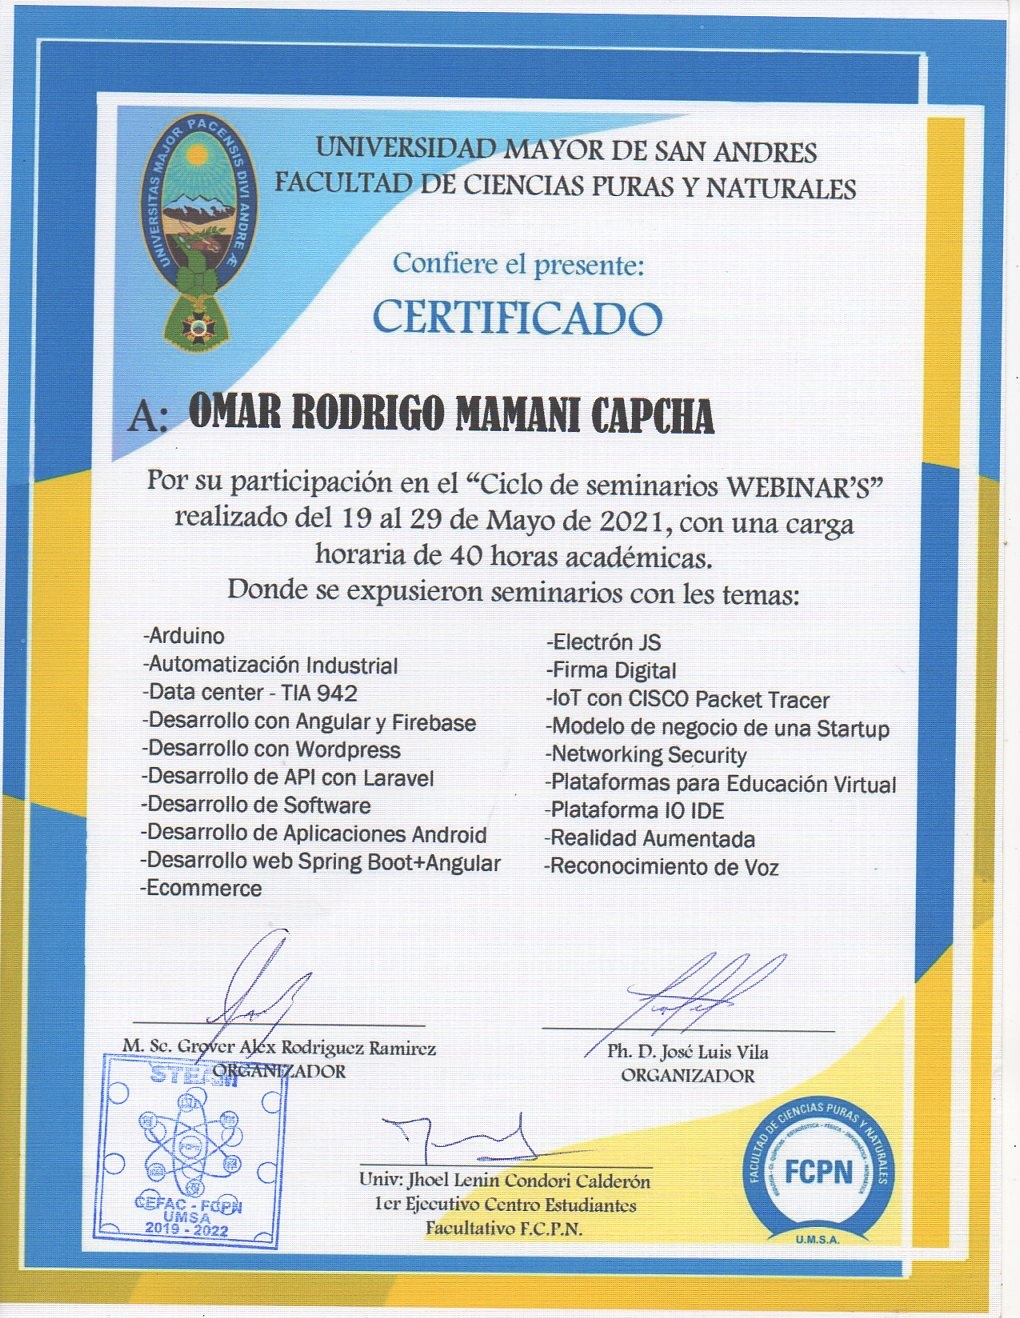 UNIVERSITAS MAJOR PACENSIS DIVI ANDRE Æ
UNIVERSIDAD MAYOR DE SAN ANDRES
FACULTAD DE CIENCIAS PURAS Y NATURALES
Confiere el presente:
CERTIFICADO
A: OMAR RODRIGO MAMANI CAPCHA
Por su participación en el “Ciclo de seminarios WEBINAR’S”
realizado del 19 al 29 de Mayo de 2021, con una carga
horaria de 40 horas académicas.
Donde se expusieron seminarios con les temas:
-Arduino
-Automatización Industrial
-Data center - TIA 942
-Desarrollo con Angular y Firebase
-Desarrollo con Wordpress
-Desarrollo de API con Laravel
-Desarrollo de Software
-Desarrollo de Aplicaciones Android
-Desarrollo web Spring Boot+Angular
-Ecommerce
-Electrón JS
-Firma Digital
-IoT con CISCO Packet Tracer
-Modelo de negocio de una Startup
-Networking Security
-Plataformas para Educación Virtual
-Plataforma IO IDE
-Realidad Aumentada
-Reconocimiento de Voz
M. Sc. Grover Alex Rodriguez Ramirez
ORGANIZADOR
Ph. D. José Luis Vila
ORGANIZADOR
STEAM
FCPN
CEFAC - FCPN
UMSA
2019 - 2022
Univ: Jhoel Lenin Condori Calderón
1er Ejecutivo Centro Estudiantes
Facultativo F.C.P.N.
FACULTAD DE CIENCIAS PURAS Y NATURALES
FCPN
U.M.S.A.